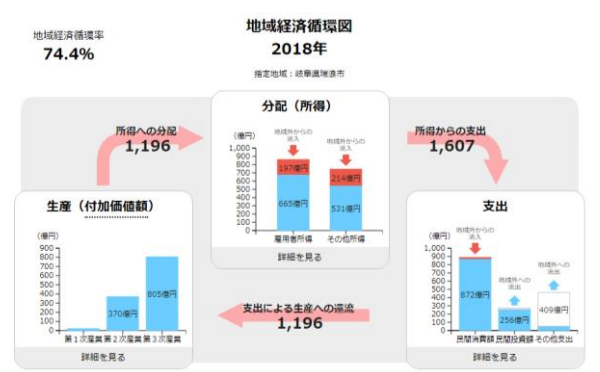 地域経済循環図
2018年
指定地域：岐阜県瑞浪市
地域経済循環率
74.4%
所得への分配
1,196
分配（所得）
（億円）
地域外からの
流入
地域外からの
流入
1,000
900
800
700
600
500
400
300
200
100
0
197億円
665億円
214億円
531億円
雇用者所得
その他所得
詳細を見る
所得からの支出
1,607
生産（付加価値額）
（億円）
900
800
700
600
500
400
300
200
100
0
370億円
805億円
第１次産業
第２次産業
第３次産業
詳細を見る
支出による生産への還流
1,196
支出
（億円）
地域外からの
流入
地域外への
流出
地域外への
流出
1,000
900
800
700
600
500
400
300
200
100
0
872億円
256億円
409億円
民間消費額
民間投資額
その他支出
詳細を見る